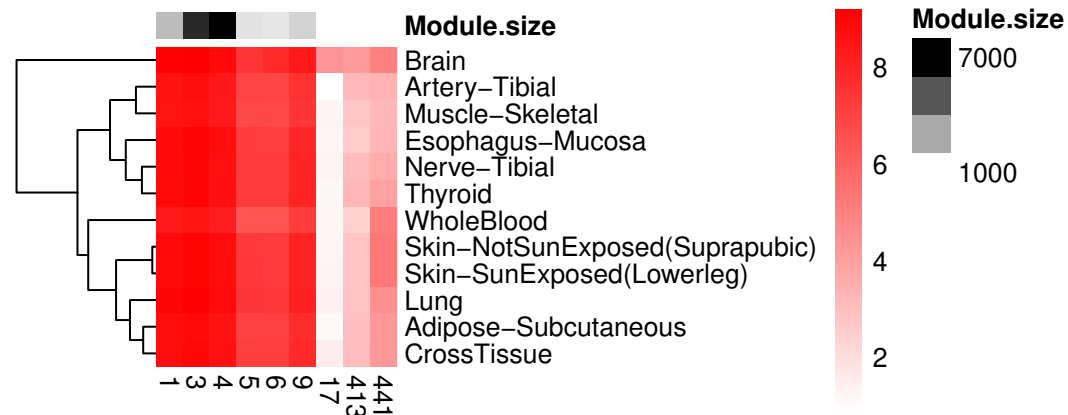 Module.size
Brain
Artery−Tibial
Muscle−Skeletal
Esophagus−Mucosa
Nerve−Tibial
Thyroid
WholeBlood
Skin−NotSunExposed(Suprapubic)
Skin−SunExposed(Lowerleg)
Lung
Adipose−Subcutaneous
CrossTissue
1
3
4
5
6
9
17
413
441
8
6
4
2
Module.size
7000
1000